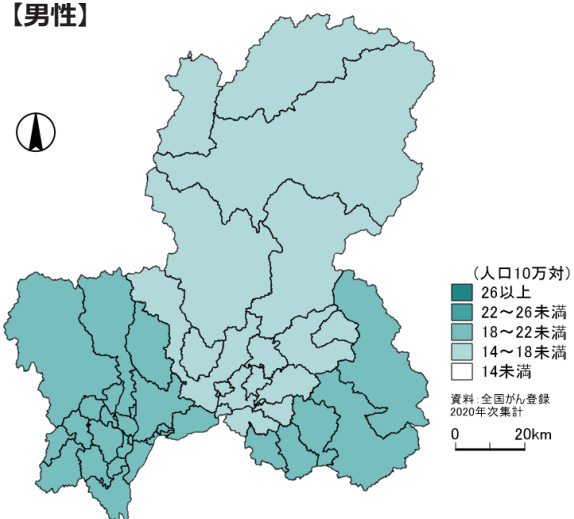 【男性】
(人口10万対)
26以上
22～26未満
18～22未満
14～18未満
14未満
資料:全国がん登録
2020年次集計
0 20km